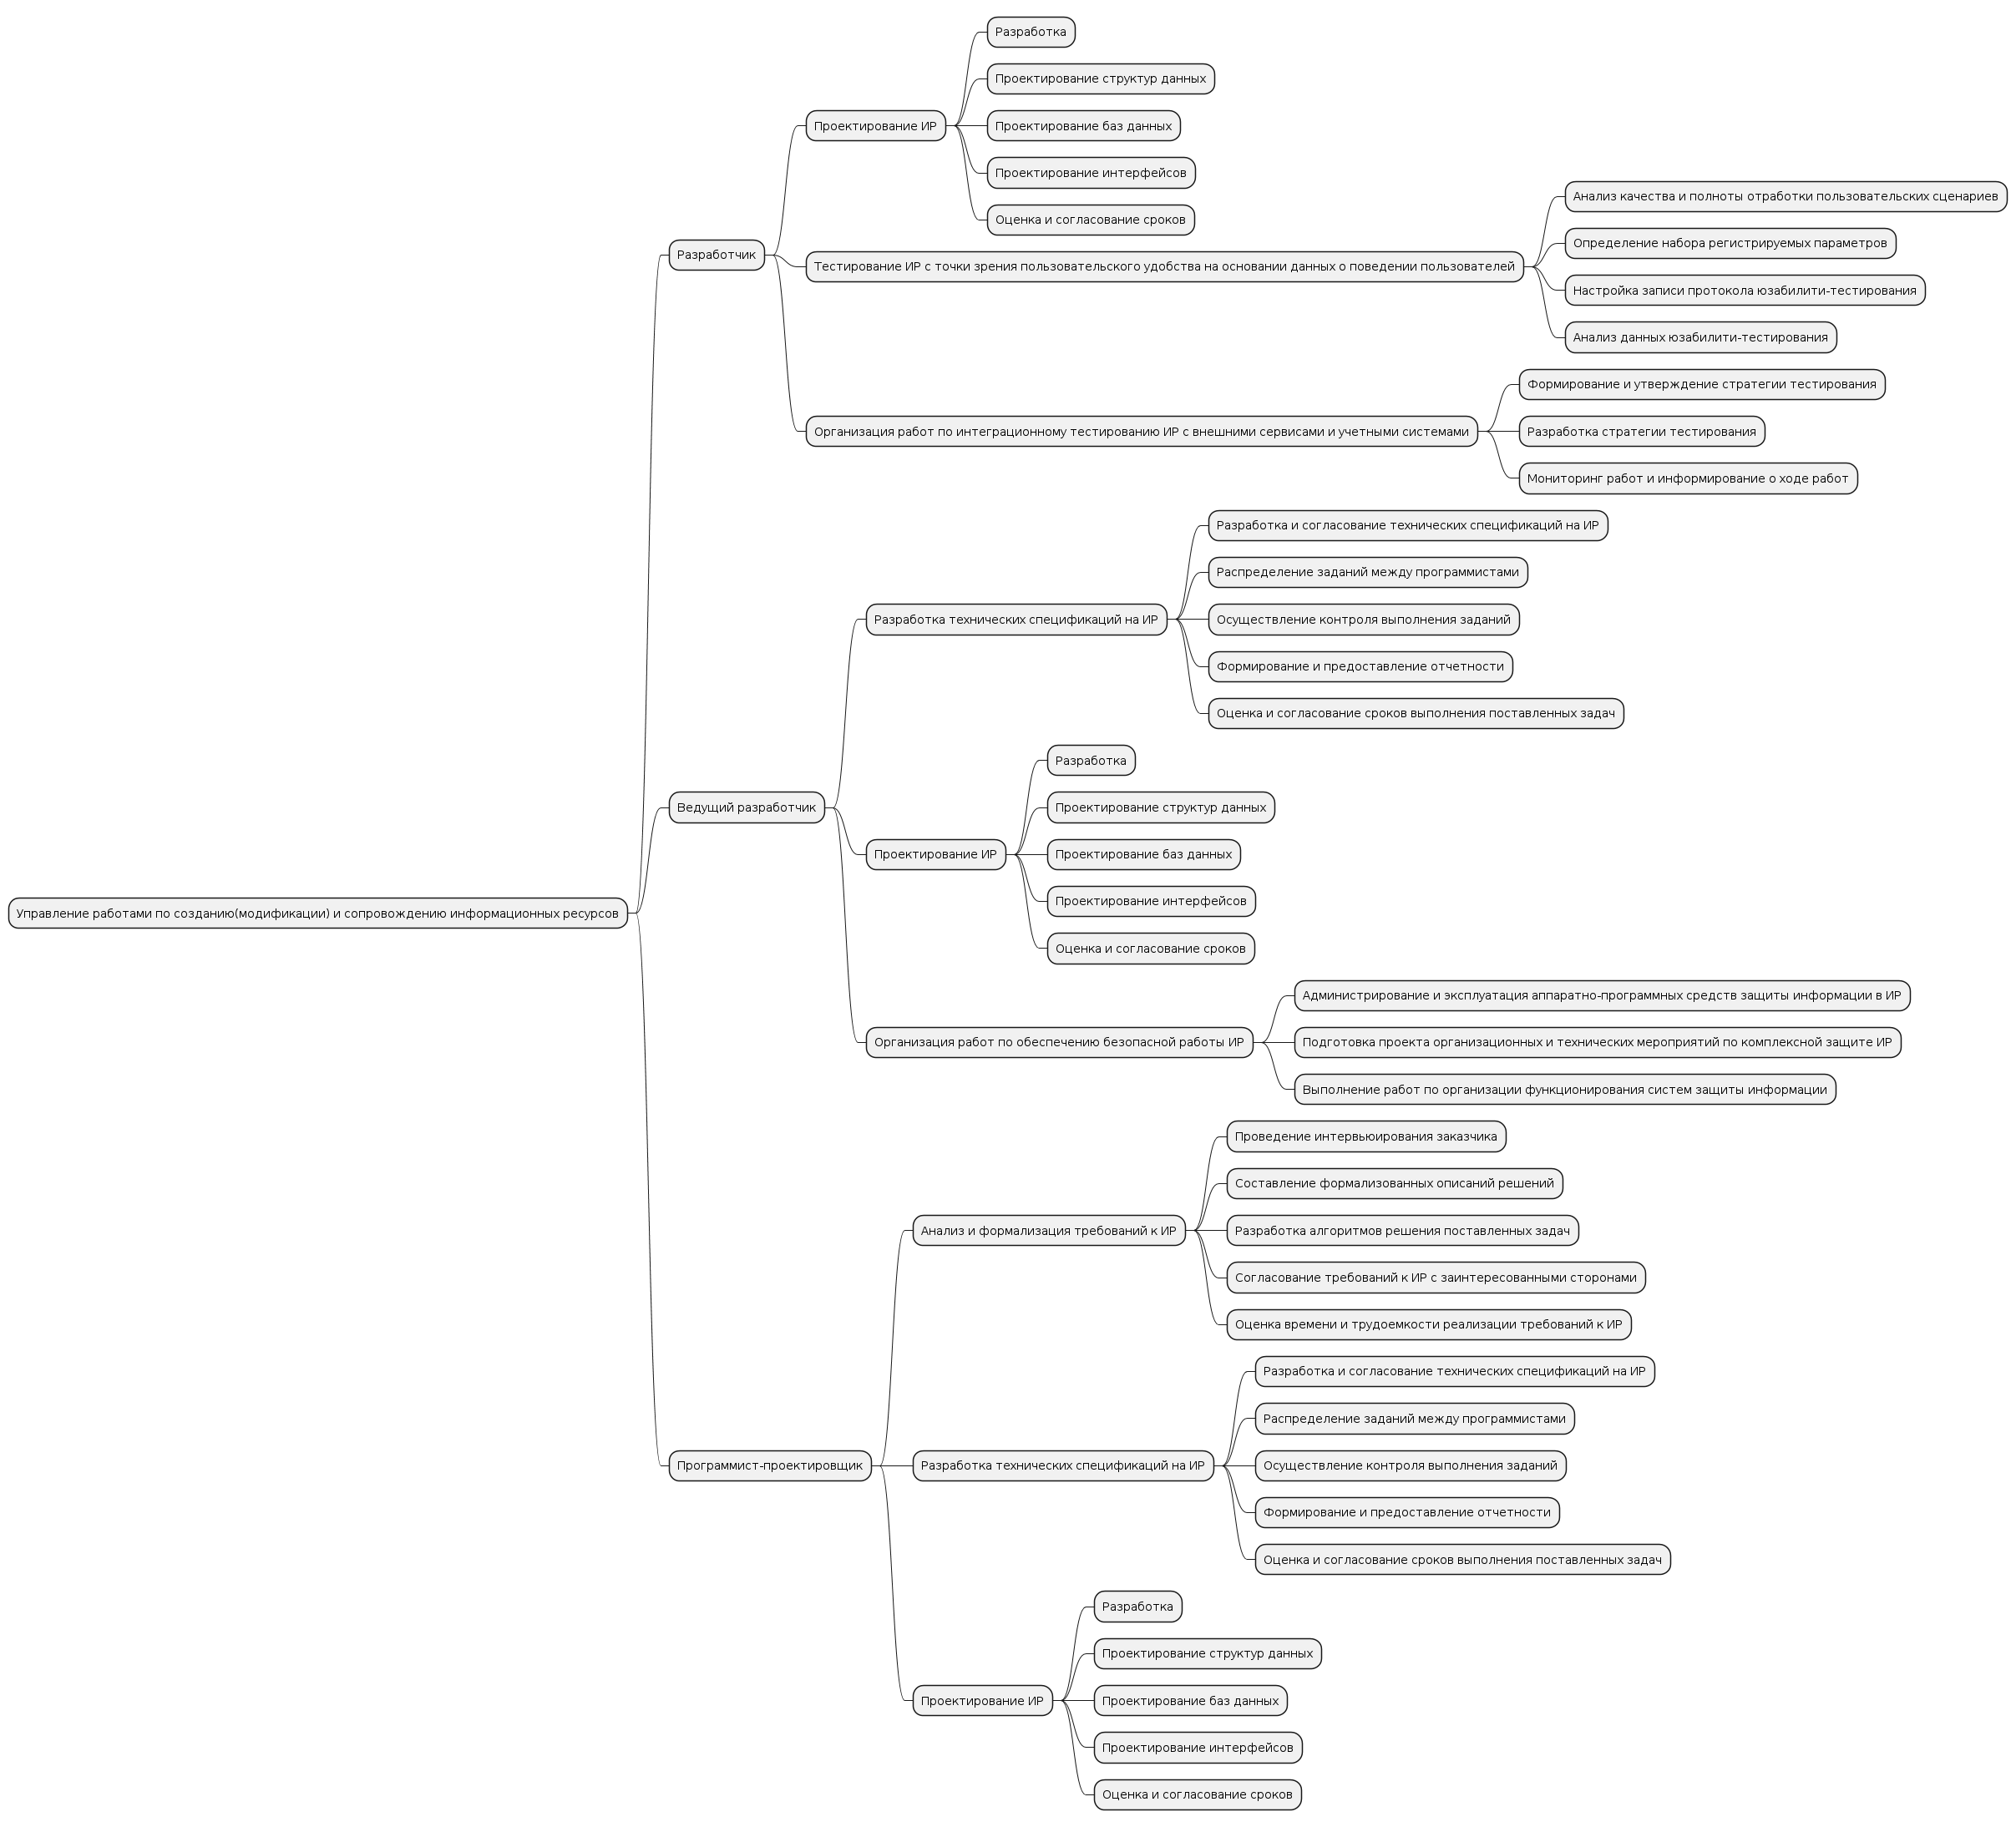 Управление работами по созданию(модификации) и сопровождению информационных ресурсов
Разработчик
Проектирование ИР
Разработка
Проектирование структур данных
Проектирование баз данных
Проектирование интерфейсов
Оценка и согласование сроков
Тестирование ИР с точки зрения пользовательского удобства на основании данных о поведении пользователей
Анализ качества и полноты отработки пользовательских сценариев
Определение набора регистрируемых параметров
Настройка записи протокола юзабилити-тестирования
Анализ данных юзабилити-тестирования
Организация работ по интеграционному тестированию ИР с внешними сервисами и учетными системами
Формирование и утверждение стратегии тестирования
Разработка стратегии тестирования
Мониторинг работ и информирование о ходе работ
Ведущий разработчик
Разработка технических спецификаций на ИР
Разработка и согласование технических спецификаций на ИР
Распределение заданий между программистами
Осуществление контроля выполнения заданий
Формирование и предоставление отчетности
Оценка и согласование сроков выполнения поставленных задач
Проектирование ИР
Разработка
Проектирование структур данных
Проектирование баз данных
Проектирование интерфейсов
Оценка и согласование сроков
Организация работ по обеспечению безопасной работы ИР
Администрирование и эксплуатация аппаратно-программных средств защиты информации в ИР
Подготовка проекта организационных и технических мероприятий по комплексной защите ИР
Выполнение работ по организации функционирования систем защиты информации
Программист-проектировщик
Анализ и формализация требований к ИР
Проведение интервьюирования заказчика
Составление формализованных описаний решений
Разработка алгоритмов решения поставленных задач
Согласование требований к ИР с заинтересованными сторонами
Оценка времени и трудоемкости реализации требований к ИР
Разработка технических спецификаций на ИР
Разработка и согласование технических спецификаций на ИР
Распределение заданий между программистами
Осуществление контроля выполнения заданий
Формирование и предоставление отчетности
Оценка и согласование сроков выполнения поставленных задач
Проектирование ИР
Разработка
Проектирование структур данных
Проектирование баз данных
Проектирование интерфейсов
Оценка и согласование сроков